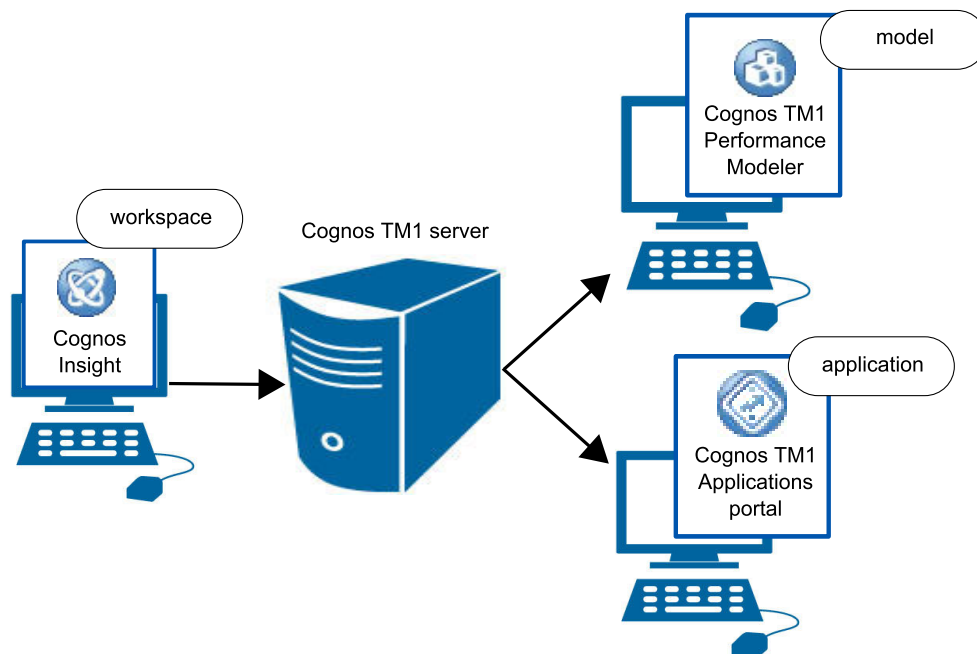 workspace
Cognos
Insight
Cognos TM1 server
model
Cognos TM1
Performance
Modeler
application
Cognos TM1
Applications
portal